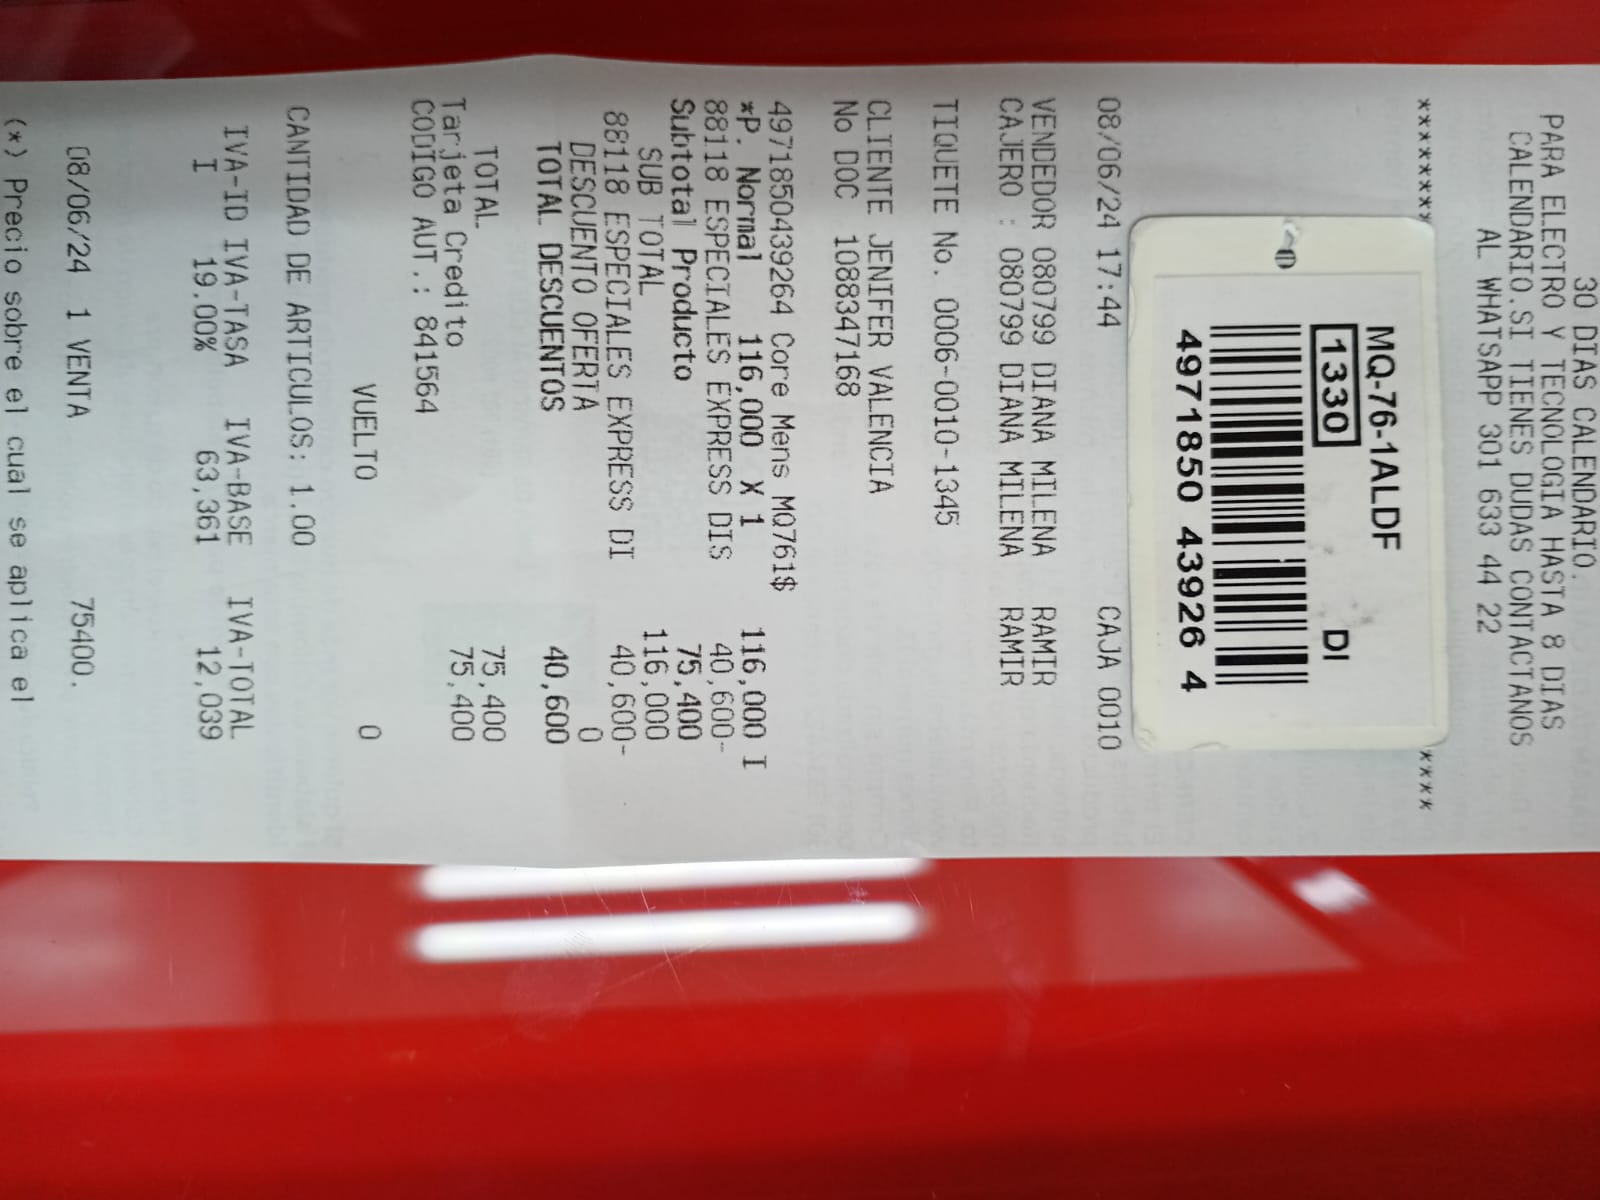 30 DIAS CALENDARIO.
PARA ELECTRO Y TECNOLOGIA HASTA 8 DIAS
CALENDARIO.SI TIENES DUDAS CONTACTANOS
AL WHATSAPP 301 633 44 22
********* ****
MQ-76-1ALDF
1330 DI
4971850 43926 4
08/06/24 17:44 CAJA 0010
VENDEDOR 080799 DIANA MILENA RAMIR
CAJERO : 080799 DIANA MILENA RAMIR
TIQUETE No. 0006-0010-1345
CLIENTE JENIFER VALENCIA
No DOC 1088347168
4971850439264 Core Mens MQ761$
*P. Normal 116,000 X 1 116,000 I
88118 ESPECIALES EXPRESS DIS 40,600-
Subtotal Producto 75,400
SUB TOTAL 116,000
88118 ESPECIALES EXPRESS DI 40,600-
DESCUENTO OFERTA 0
TOTAL DESCUENTOS 40,600
TOTAL 75,400
Tarjeta Credito 75,400
CODIGO AUT.: 841564
VUELTO 0
CANTIDAD DE ARTICULOS: 1.00
IVA-ID IVA-TASA IVA-BASE IVA-TOTAL
I 19.00% 63,361 12,039
08/06/24 1 VENTA 75400.
(*) Precio sobre el cual se aplica el